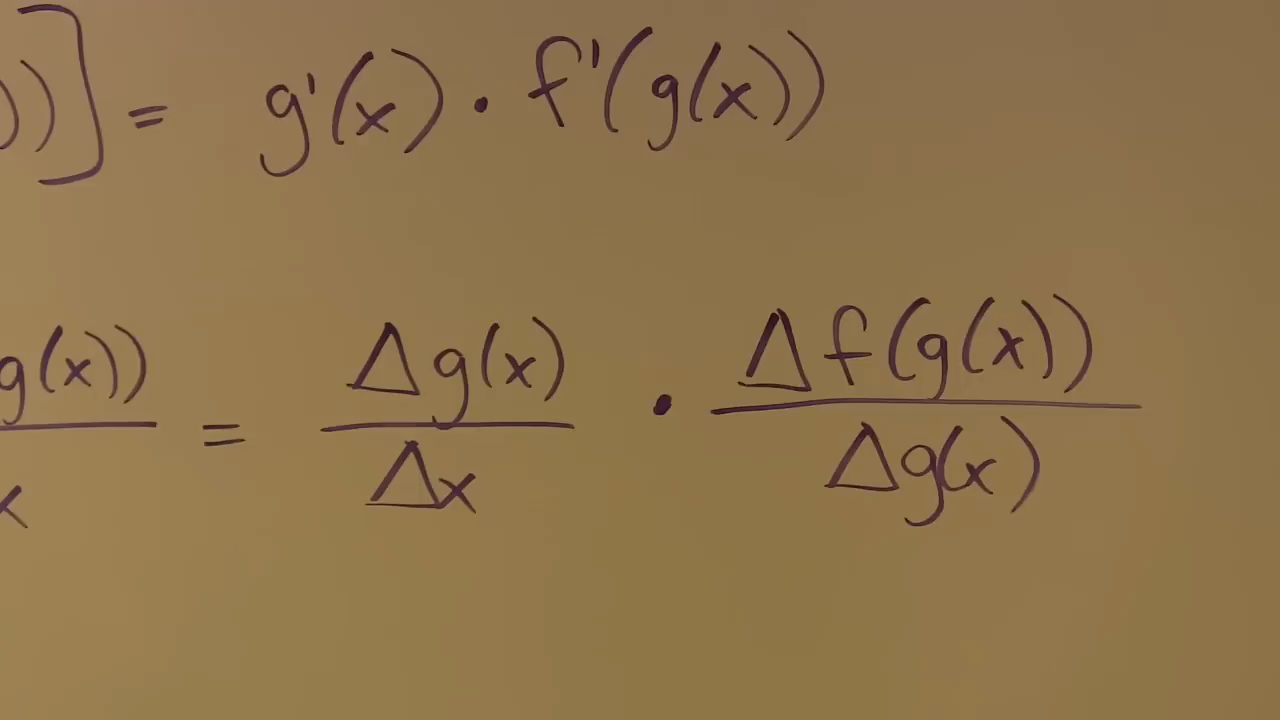 ))] = g'(x) · f'(g(x))
g(x)) / x = Δg(x) / Δx · Δf(g(x)) / Δg(x)